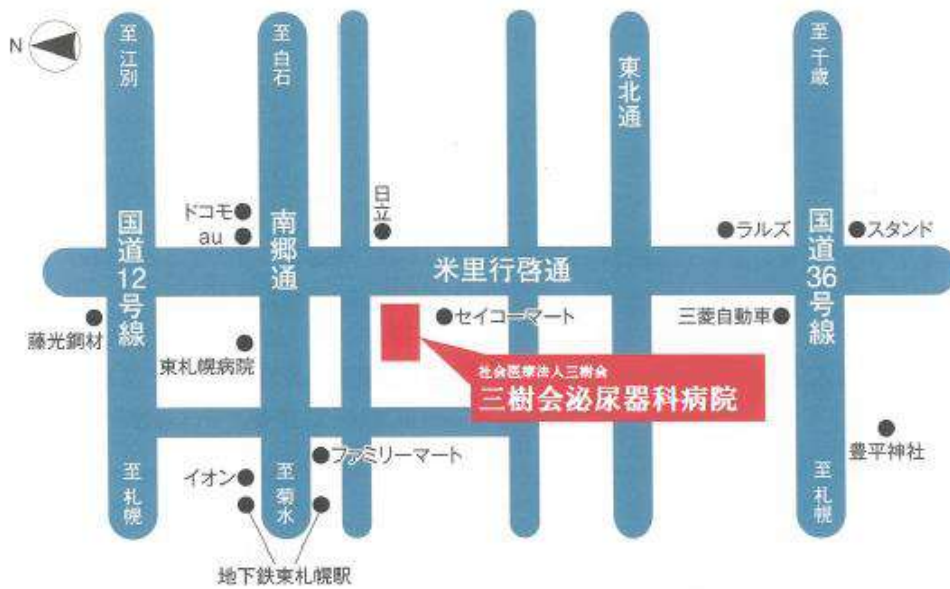 N
至江別
至白石
東北通
至千歳
日立
ドコモ
au
国道12号線
南郷通
米里行啓通
ラルズ
国道36号線
スタンド
藤光鋼材
東札幌病院
セイコーマート
三菱自動車
社会医療法人三樹会
三樹会泌尿器科病院
豊平神社
ファミリーマート
イオン
至札幌
至菊水
至札幌
地下鉄東札幌駅